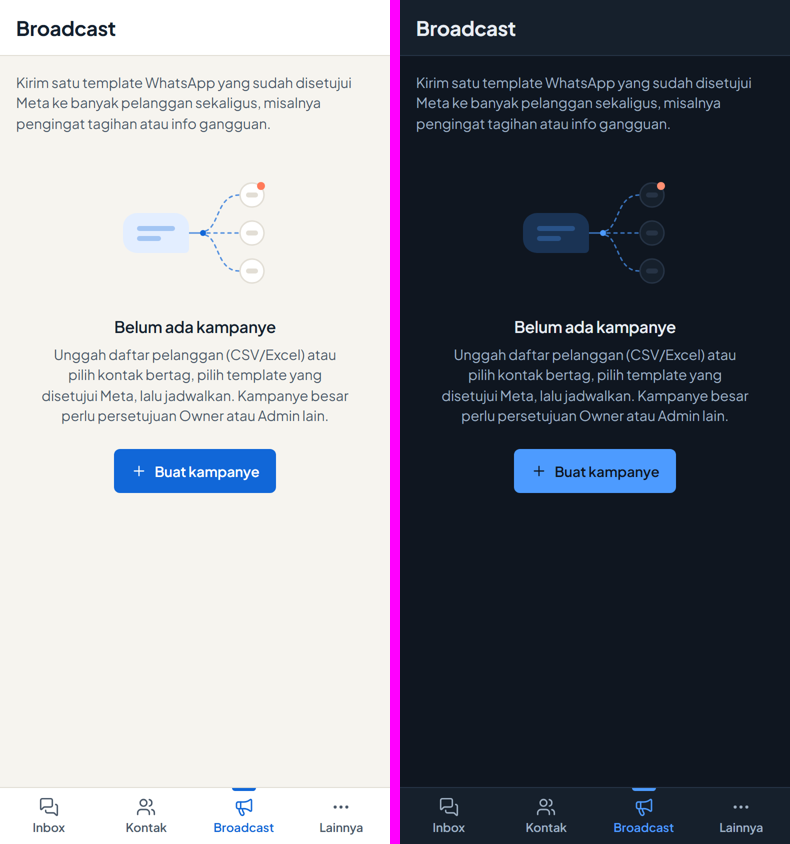 Broadcast
Kirim satu template WhatsApp yang sudah disetujui
Meta ke banyak pelanggan sekaligus, misalnya
pengingat tagihan atau info gangguan.
Belum ada kampanye
Unggah daftar pelanggan (CSV/Excel) atau
pilih kontak bertag, pilih template yang
disetujui Meta, lalu jadwalkan. Kampanye besar
perlu persetujuan Owner atau Admin lain.
+ Buat kampanye
Inbox
Kontak
Broadcast
Lainnya
Broadcast
Kirim satu template WhatsApp yang sudah disetujui
Meta ke banyak pelanggan sekaligus, misalnya
pengingat tagihan atau info gangguan.
Belum ada kampanye
Unggah daftar pelanggan (CSV/Excel) atau
pilih kontak bertag, pilih template yang
disetujui Meta, lalu jadwalkan. Kampanye besar
perlu persetujuan Owner atau Admin lain.
+ Buat kampanye
Inbox
Kontak
Broadcast
Lainnya